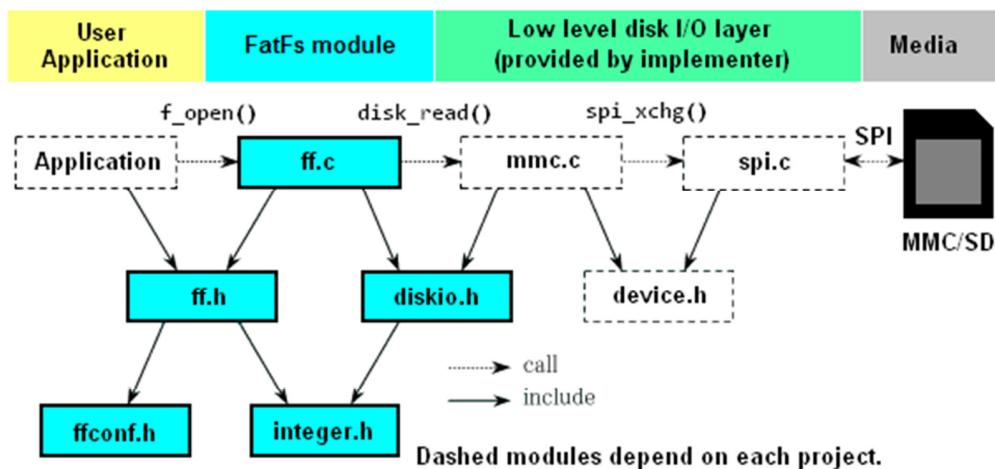 User
Application
FatFs module
Low level disk I/O layer
(provided by implementer)
Media
f_open()
disk_read()
spi_xchg()
Application
ff.c
mmc.c
spi.c
SPI
MMC/SD
ff.h
diskio.h
device.h
call
include
ffconf.h
integer.h
Dashed modules depend on each project.